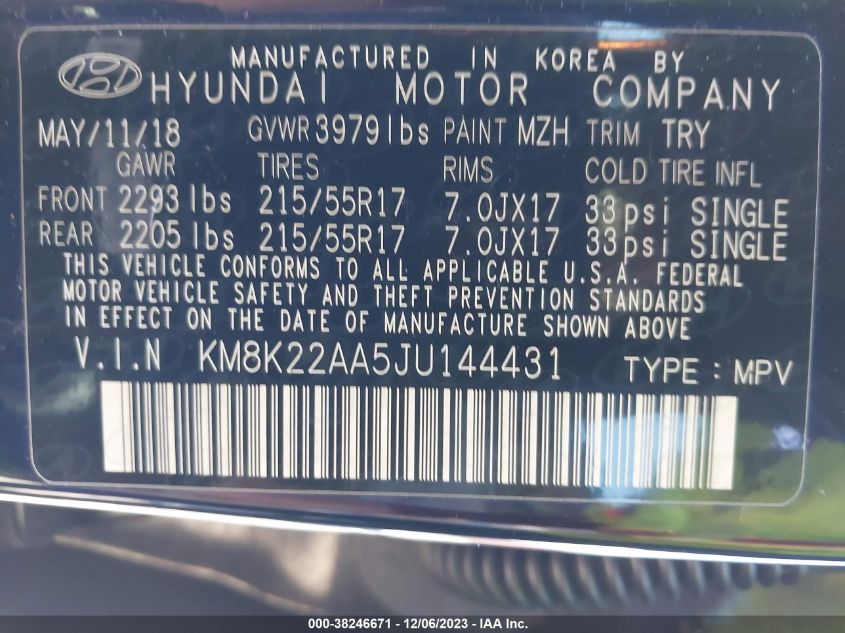 MANUFACTURED IN KOREA BY
HYUNDAI MOTOR COMPANY
MAY/11/18 GVWR 3979lbs PAINT MZH TRIM TRY
GAWR TIRES RIMS COLD TIRE INFL
FRONT 2293 lbs 215/55R17 7.0JX17 33psi SINGLE
REAR 2205 lbs 215/55R17 7.0JX17 33psi SINGLE
THIS VEHICLE CONFORMS TO ALL APPLICABLE U.S.A. FEDERAL
MOTOR VEHICLE SAFETY AND THEFT PREVENTION STANDARDS
IN EFFECT ON THE DATE OF MANUFACTURE SHOWN ABOVE
V.I.N KM8K22AA5JU144431 TYPE : MPV
000-38246671 - 12/06/2023 - IAA Inc.